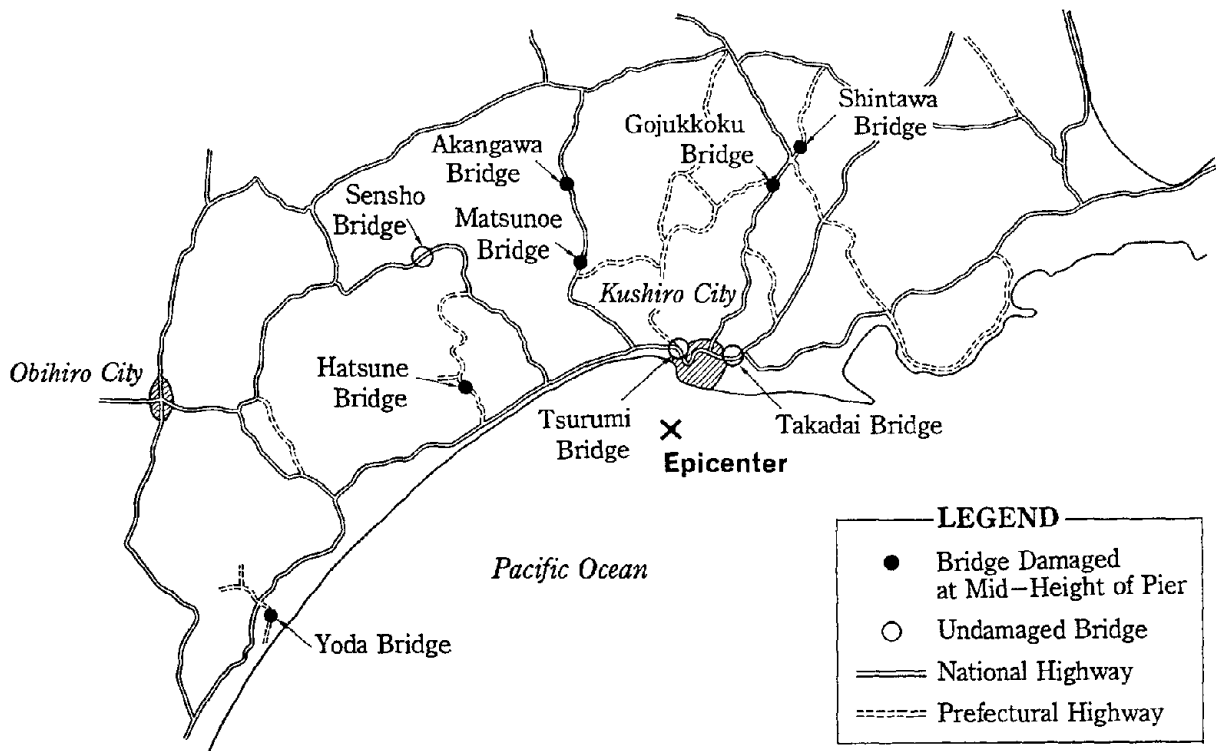 Shintawa
Bridge
Gojukkoku
Bridge
Akangawa
Bridge
Sensho
Bridge
Matsunoe
Bridge
Kushiro City
Obihiro City
Hatsune
Bridge
Tsurumi
Bridge
Takadai Bridge
Epicenter
Pacific Ocean
Yoda Bridge
LEGEND
Bridge Damaged
at Mid-Height of Pier
Undamaged Bridge
National Highway
Prefectural Highway